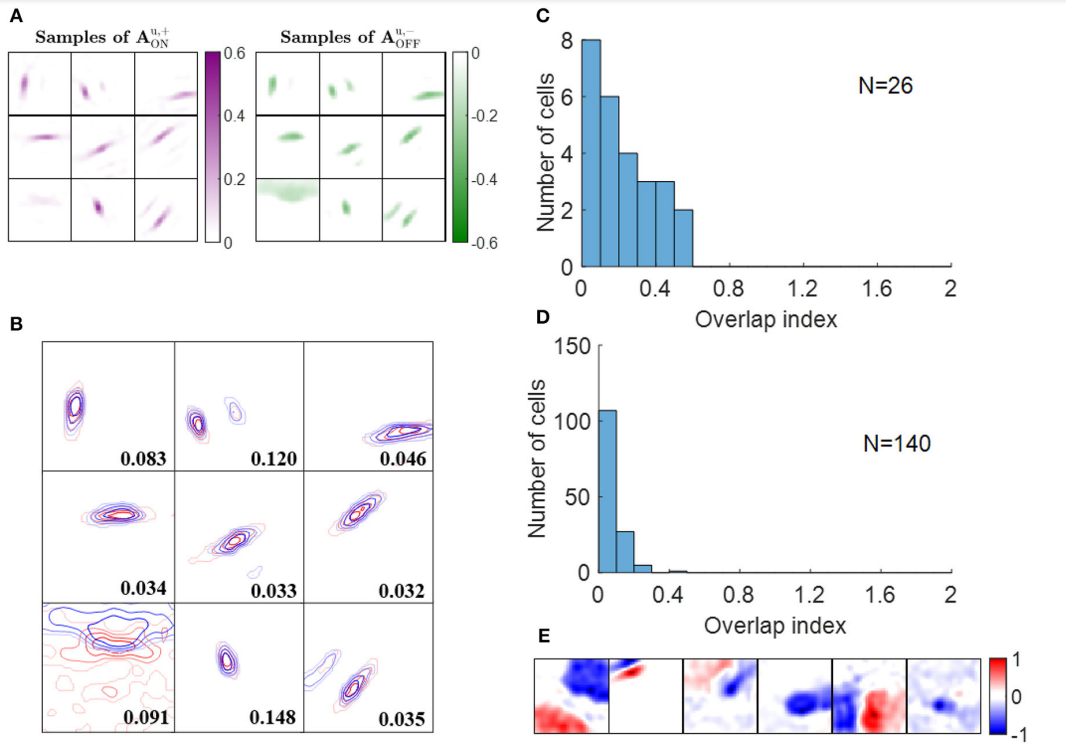 A
Samples of A^{u,+}_{ON}
0.6
0.4
0.2
0
Samples of A^{u,−}_{OFF}
0
-0.2
-0.4
-0.6
B
0.083
0.120
0.046
0.034
0.033
0.032
0.091
0.148
0.035
C
Number of cells
8
6
4
2
0
N=26
0 0.4 0.8 1.2 1.6 2
Overlap index
D
Number of cells
150
100
50
0
N=140
0 0.4 0.8 1.2 1.6 2
Overlap index
E
1
0
-1